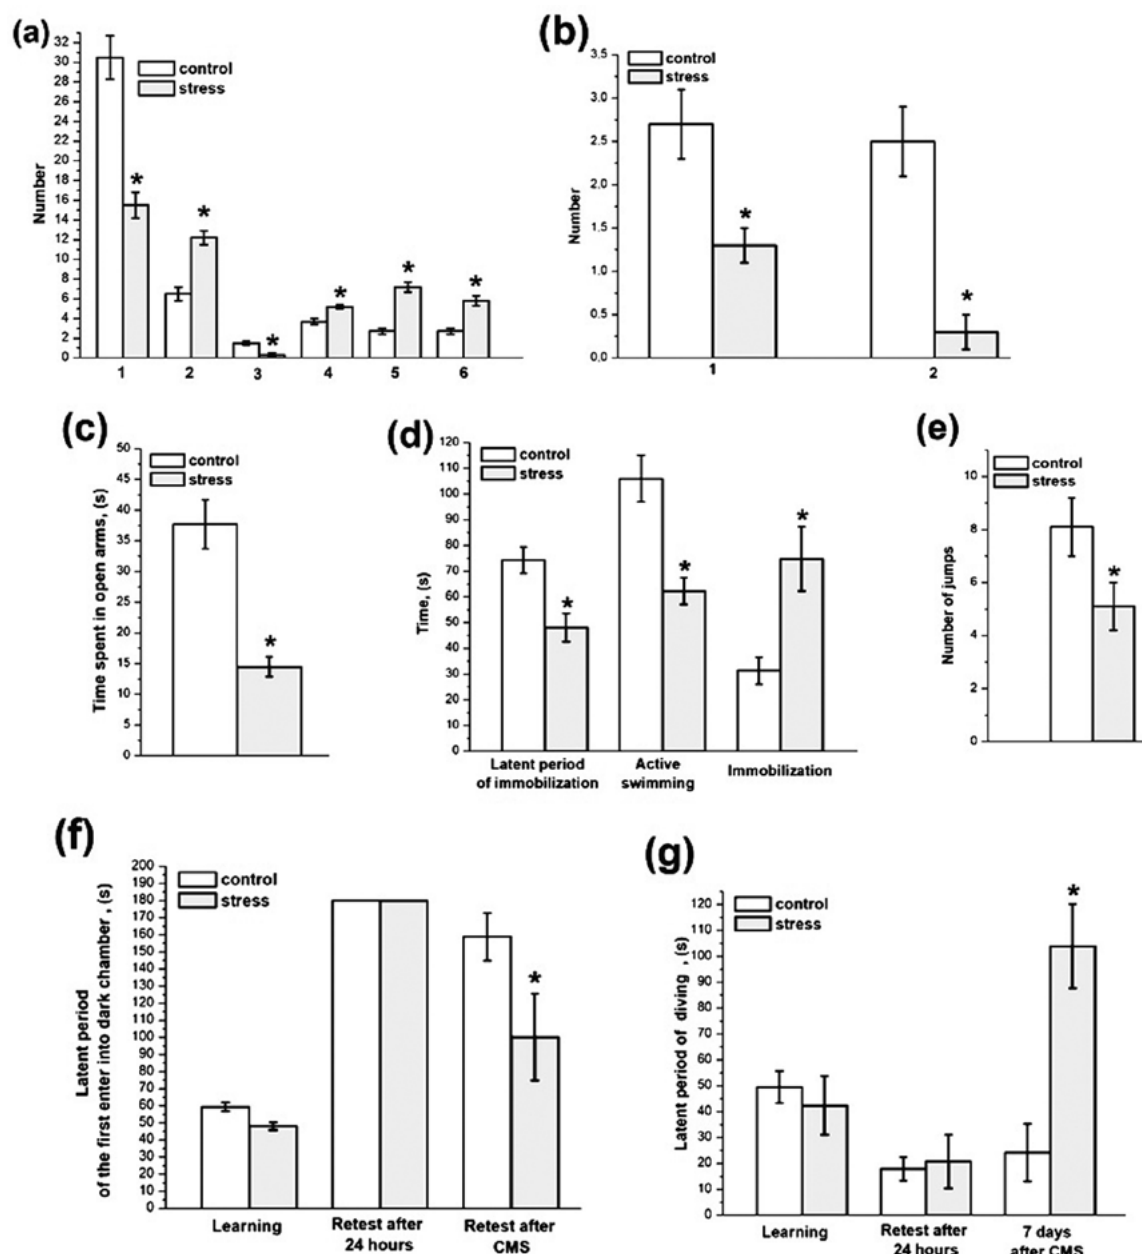 (a)
Number
32
30
28
26
24
22
20
18
16
14
12
10
8
6
4
2
0
control
stress
*
*
*
*
*
*
1 2 3 4 5 6
(b)
Number
3.5
3.0
2.5
2.0
1.5
1.0
0.5
0.0
control
stress
*
*
1 2
(c)
Time spent in open arms, (s)
50
45
40
35
30
25
20
15
10
5
0
control
stress
*
(d)
Time, (s)
120
110
100
90
80
70
60
50
40
30
20
10
0
control
stress
*
*
*
Latent period
of immobilization
Active
swimming
Immobilization
(e)
Number of jumps
10
8
6
4
2
0
control
stress
*
(f)
Latent period
of the first enter into dark chamber , (s)
200
190
180
170
160
150
140
130
120
110
100
90
80
70
60
50
40
30
20
10
0
control
stress
*
Learning
Retest after
24 hours
Retest after
CMS
(g)
Latent period of diving , (s)
120
110
100
90
80
70
60
50
40
30
20
10
0
control
stress
*
Learning
Retest after
24 hours
7 days
after CMS